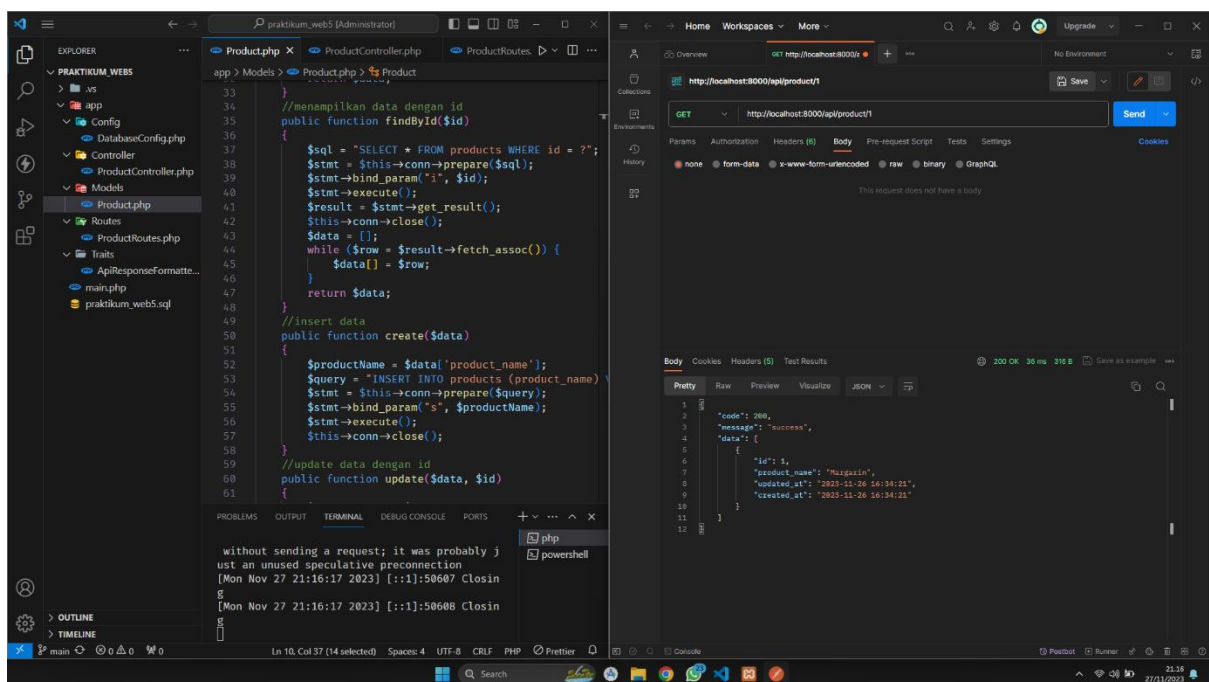 praktikum_web5 [Administrator]
EXPLORER
PRAKTIKUM_WEB5
.vs
app
Config
DatabaseConfig.php
Controller
ProductController.php
Models
Product.php
Routes
ProductRoutes.php
Traits
ApiResponseFormatte...
main.php
praktikum_web5.sql
OUTLINE
TIMELINE
Product.php ProductController.php ProductRoutes.
app > Models > Product.php > Product
33 }
34 //menampilkan data dengan id
35 public function findById($id)
36 {
37 $sql = "SELECT * FROM products WHERE id = ?";
38 $stmt = $this->conn->prepare($sql);
39 $stmt->bind_param("i", $id);
40 $stmt->execute();
41 $result = $stmt->get_result();
42 $this->conn->close();
43 $data = [];
44 while ($row = $result->fetch_assoc()) {
45 $data[] = $row;
46 }
47 return $data;
48 }
49 //insert data
50 public function create($data)
51 {
52 $productName = $data['product_name'];
53 $query = "INSERT INTO products (product_name)
54 $stmt = $this->conn->prepare($query);
55 $stmt->bind_param("s", $productName);
56 $stmt->execute();
57 $this->conn->close();
58 }
59 //update data dengan id
60 public function update($data, $id)
61 {
PROBLEMS OUTPUT TERMINAL DEBUG CONSOLE PORTS
without sending a request; it was probably j
ust an unused speculative preconnection
[Mon Nov 27 21:16:17 2023] [::1]:50607 Closin
g
[Mon Nov 27 21:16:17 2023] [::1]:50608 Closin
g
php
powershell
main 0 0 0 Ln 10, Col 37 (14 selected) Spaces: 4 UTF-8 CRLF PHP Prettier
Home Workspaces More Upgrade
Collections
Environments
History
Overview GET http://localhost:8000/ No Environment
http://localhost:8000/api/product/1 Save
GET http://localhost:8000/api/product/1 Send
Params Authorization Headers (6) Body Pre-request Script Tests Settings Cookies
none form-data x-www-form-urlencoded raw binary GraphQL
This request does not have a body
Body Cookies Headers (5) Test Results 200 OK 36 ms 316 B Save as example
Pretty Raw Preview Visualize JSON
1 {
2 "code": 200,
3 "message": "success",
4 "data": [
5 {
6 "id": 1,
7 "product_name": "Margarin",
8 "updated_at": "2023-11-26 16:34:21",
9 "created_at": "2023-11-26 16:34:21"
10 }
11 ]
12 }
Console Postbot Runner
Search
21.16
27/11/2023